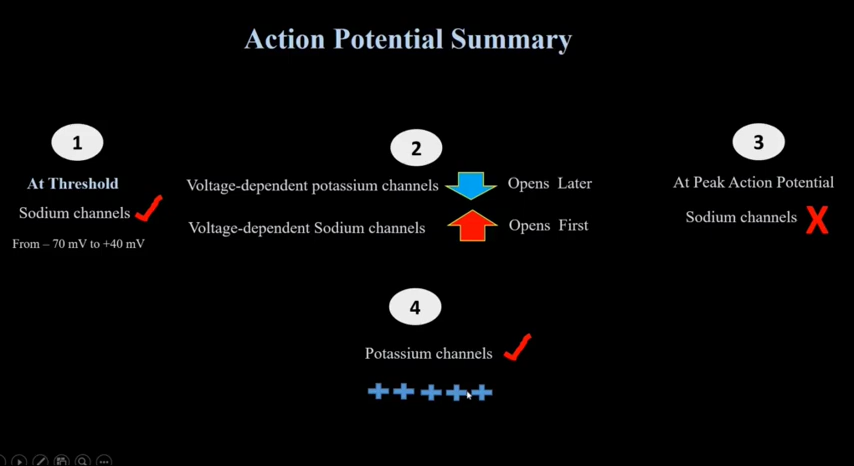 Action Potential Summary
1
At Threshold
Sodium channels
From – 70 mV to +40 mV
2
Voltage-dependent potassium channels Opens Later
Voltage-dependent Sodium channels Opens First
3
At Peak Action Potential
Sodium channels X
4
Potassium channels